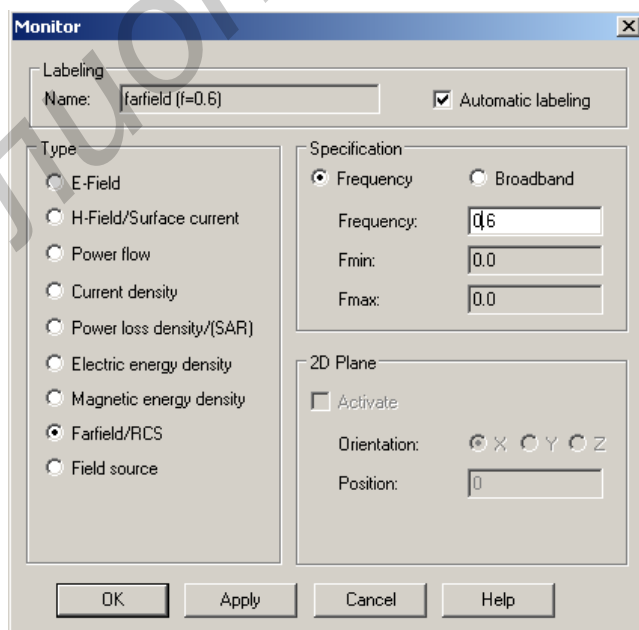 Monitor
Labeling
Name: farfield (f=0.6)
Automatic labeling
Type
E-Field
H-Field/Surface current
Power flow
Current density
Power loss density/(SAR)
Electric energy density
Magnetic energy density
Farfield/RCS
Field source
Specification
Frequency Broadband
Frequency: 0.6
Fmin: 0.0
Fmax: 0.0
2D Plane
Activate
Orientation: X Y Z
Position: 0
OK Apply Cancel Help